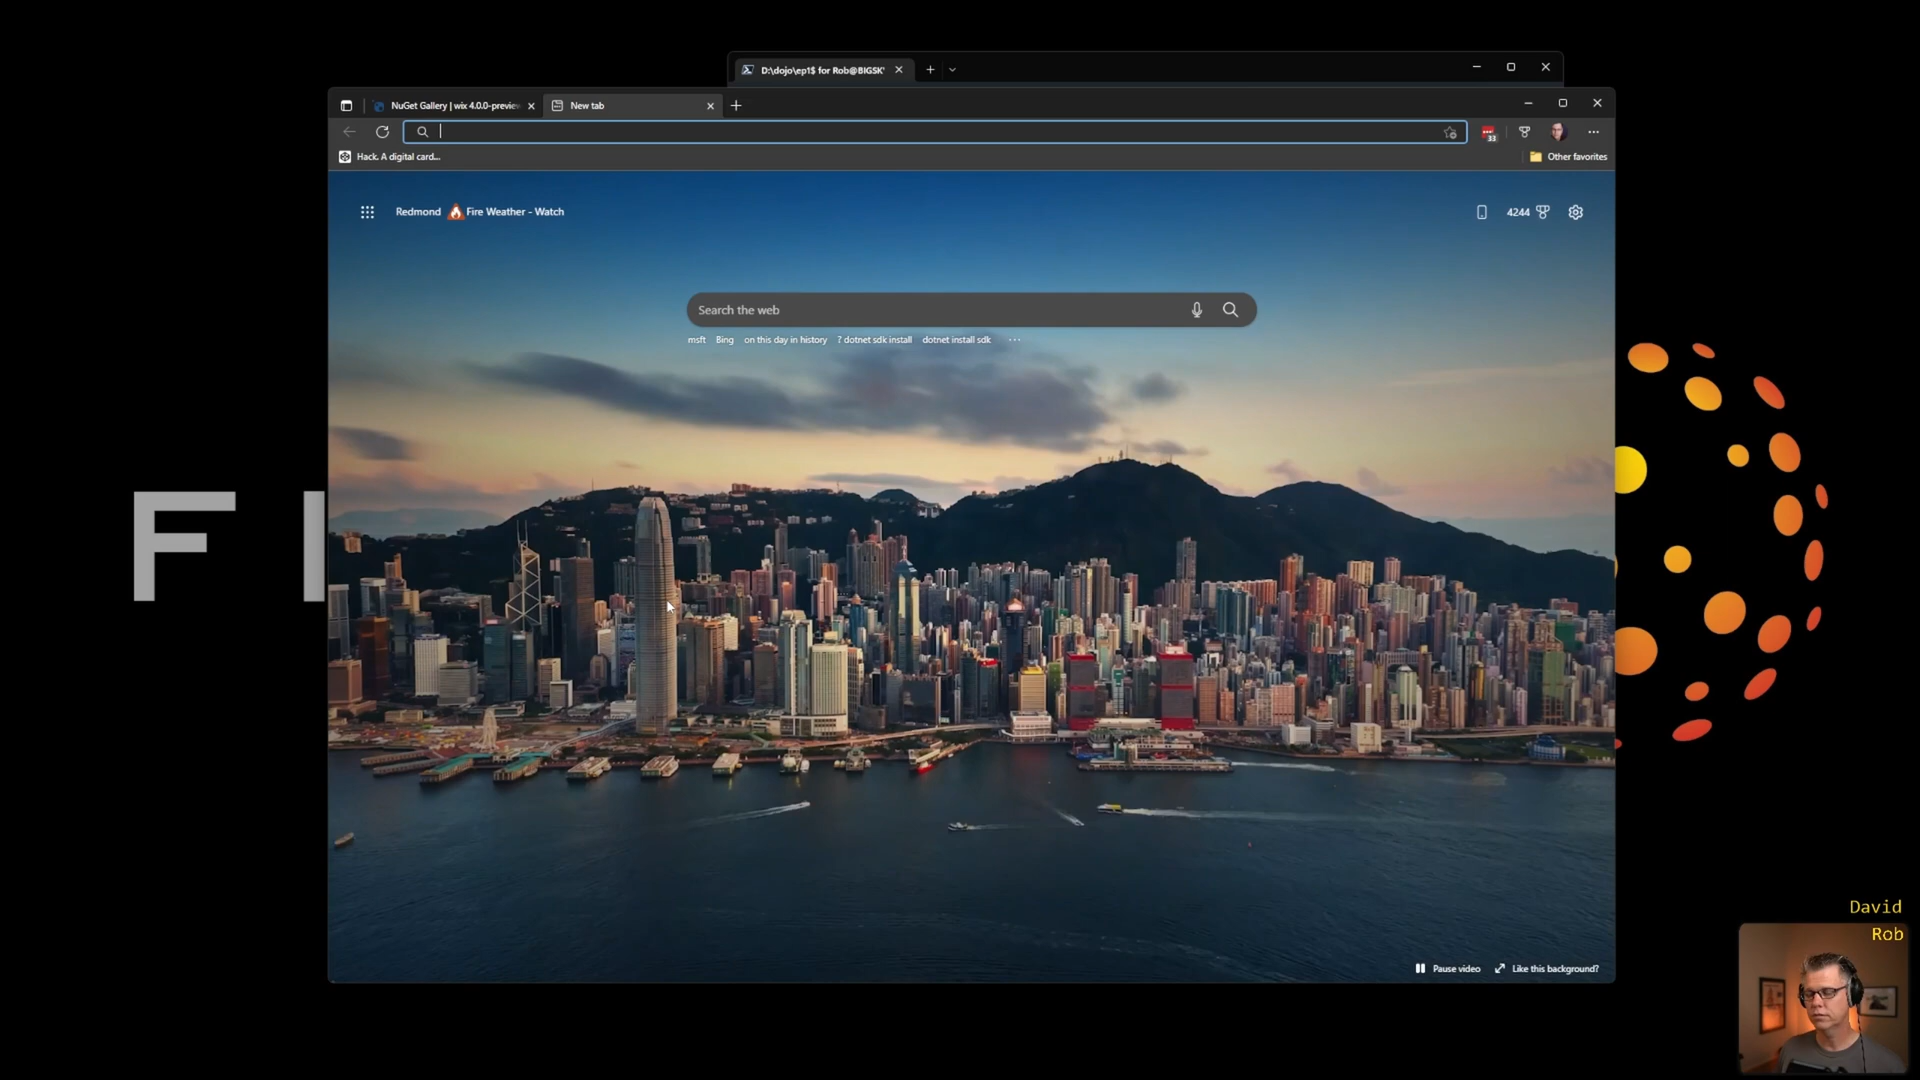 D:\dojo\ep1$ for Rob@BIGSK'
NuGet Gallery | wix 4.0.0-preview
New tab
33
Hack. A digital card...
Other favorites
Redmond Fire Weather - Watch
4244
Search the web
msft Bing on this day in history ? dotnet sdk install dotnet install sdk ...
F I
David
Rob
Pause video Like this background?